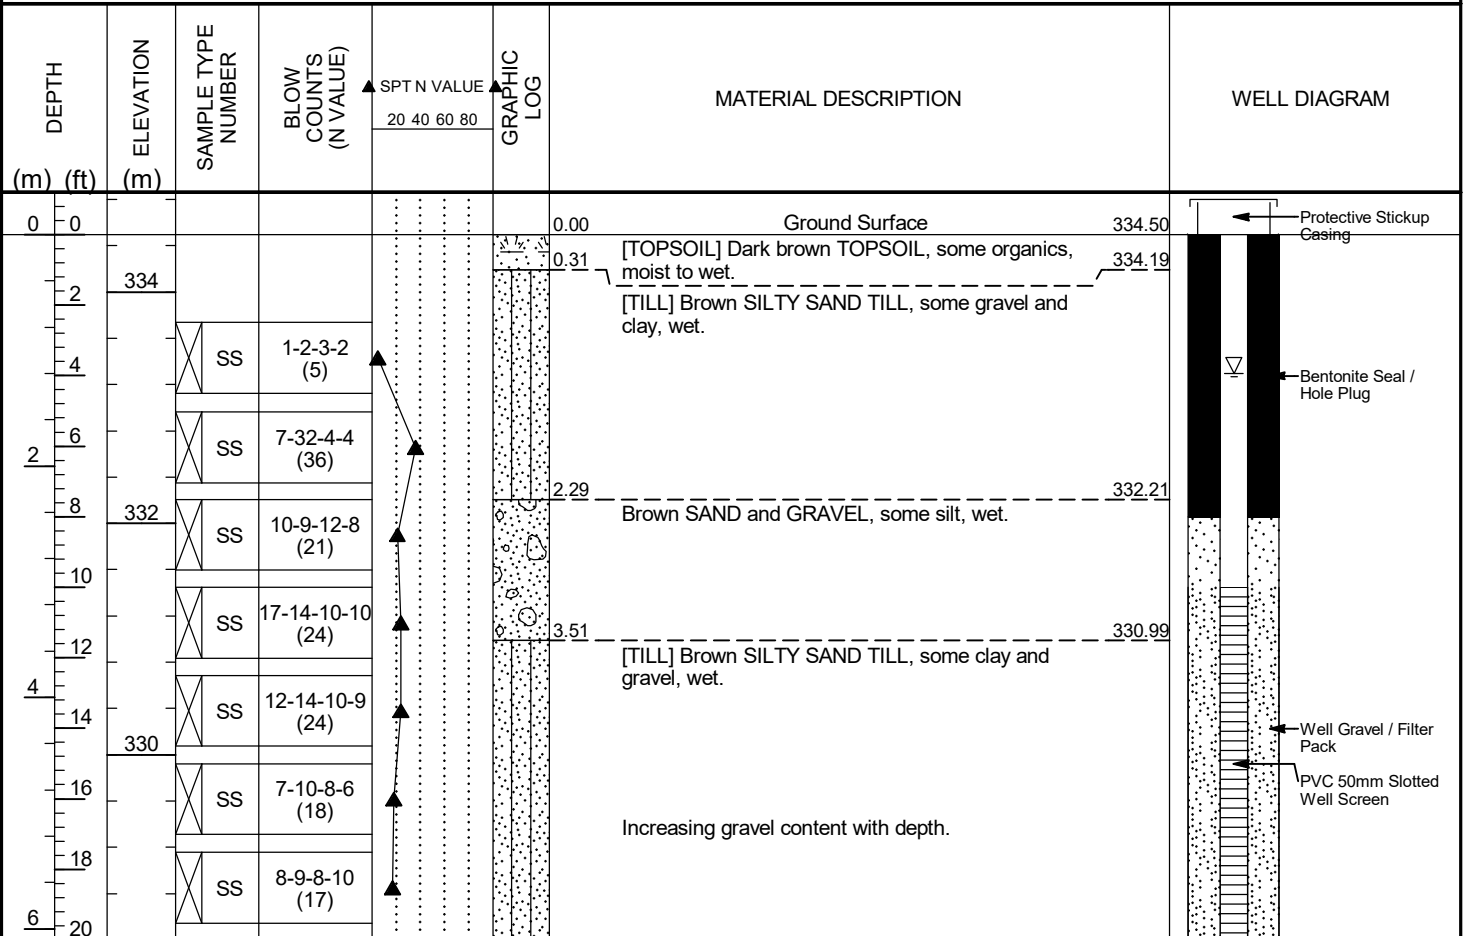 DEPTH
(m) (ft)
ELEVATION
(m)
SAMPLE TYPE
NUMBER
BLOW
COUNTS
(N VALUE)
SPT N VALUE
20 40 60 80
GRAPHIC
LOG
MATERIAL DESCRIPTION
WELL DIAGRAM
0 0
0.00 Ground Surface 334.50
Protective Stickup
Casing
[TOPSOIL] Dark brown TOPSOIL, some organics,
moist to wet.
0.31 334.19
334
2
[TILL] Brown SILTY SAND TILL, some gravel and
clay, wet.
SS
1-2-3-2
(5)
4
Bentonite Seal /
Hole Plug
SS
7-32-4-4
(36)
6
2
2.29 332.21
8
332
SS
10-9-12-8
(21)
Brown SAND and GRAVEL, some silt, wet.
10
SS
17-14-10-10
(24)
3.51 330.99
12
[TILL] Brown SILTY SAND TILL, some clay and
gravel, wet.
4
SS
12-14-10-9
(24)
14
Well Gravel / Filter
Pack
330
PVC 50mm Slotted
Well Screen
16
SS
7-10-8-6
(18)
Increasing gravel content with depth.
18
SS
8-9-8-10
(17)
6
20